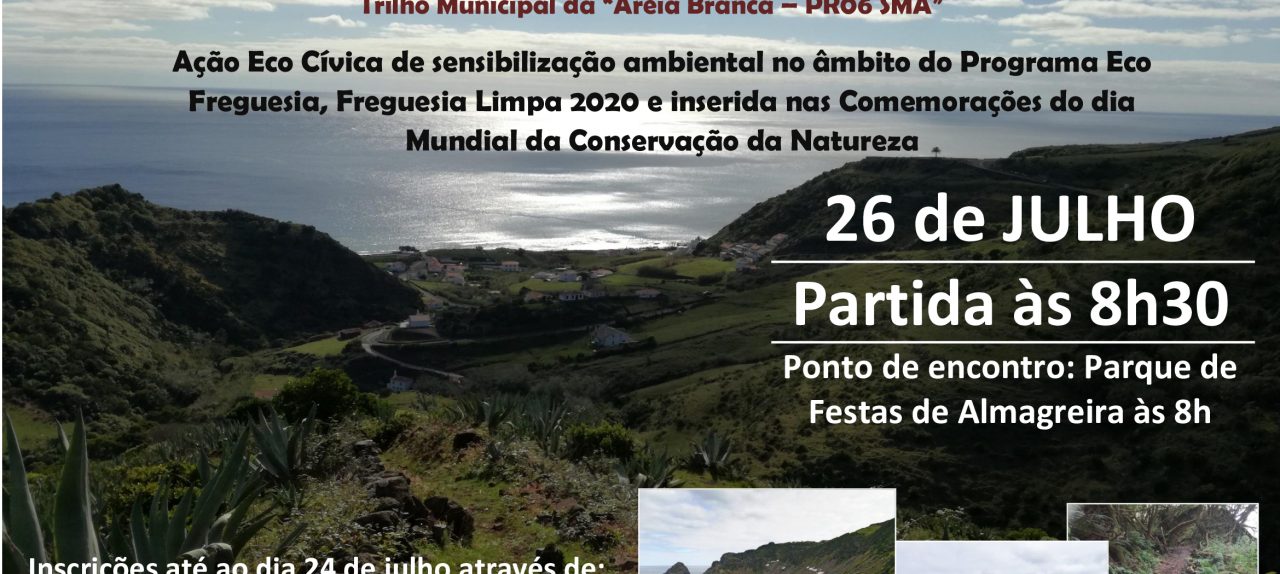 Trilho Municipal da “Areia Branca – PR06 SMA”
Ação Eco Cívica de sensibilização ambiental no âmbito do Programa Eco
Freguesia, Freguesia Limpa 2020 e inserida nas Comemorações do dia
Mundial da Conservação da Natureza
26 de JULHO
Partida às 8h30
Ponto de encontro: Parque de
Festas de Almagreira às 8h
Inscrições até ao dia 24 de julho através de: